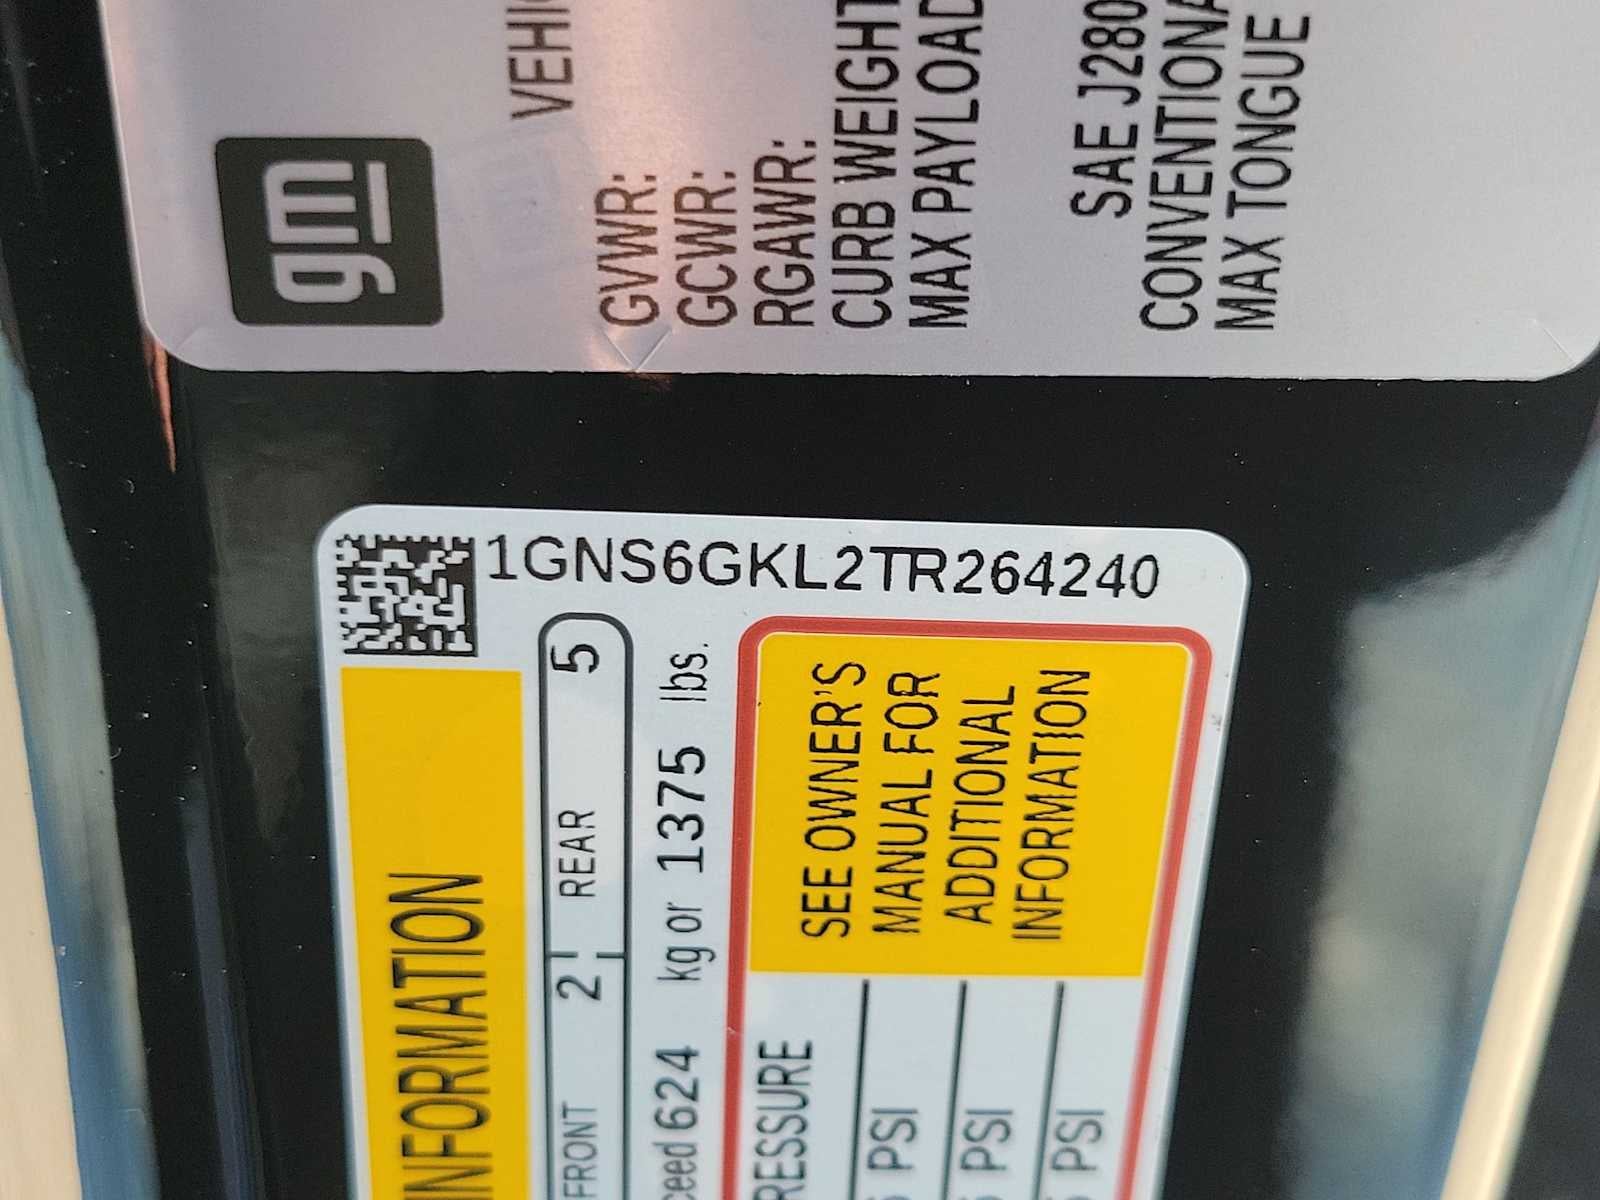 gm
VEHI
GVWR:
GCWR:
RGAWR:
CURB WEIGHT
MAX PAYLOAD
SAE J280
CONVENTIONA
MAX TONGUE
1GNS6GKL2TR264240
INFORMATION
FRONT 2 REAR 5
ceed 624 kg or 1375 lbs.
RESSURE
SEE OWNER'S
MANUAL FOR
ADDITIONAL
INFORMATION
PSI
PSI
PSI